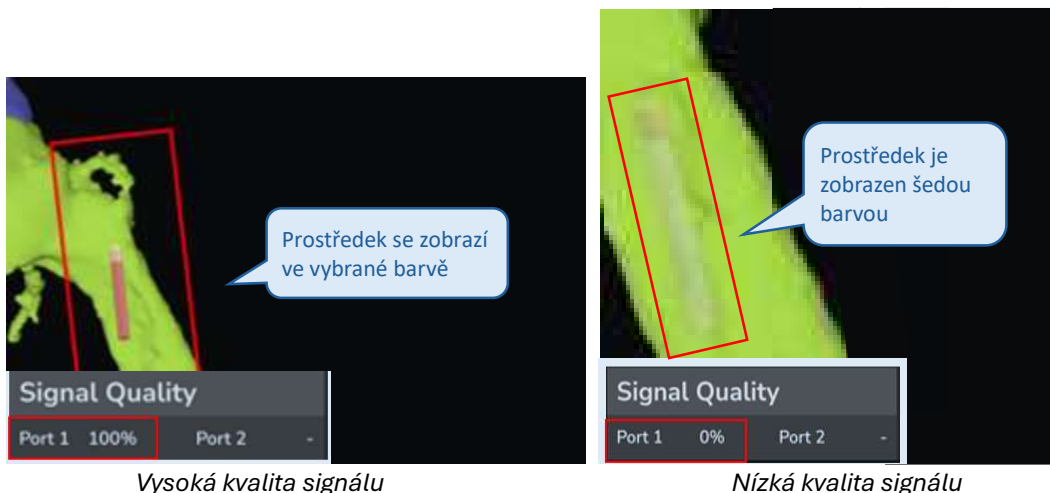 Prostředek se zobrazí
ve vybrané barvě
Signal Quality
Port 1 100% Port 2 -
Vysoká kvalita signálu
Prostředek je
zobrazen šedou
barvou
Signal Quality
Port 1 0% Port 2 -
Nízká kvalita signálu